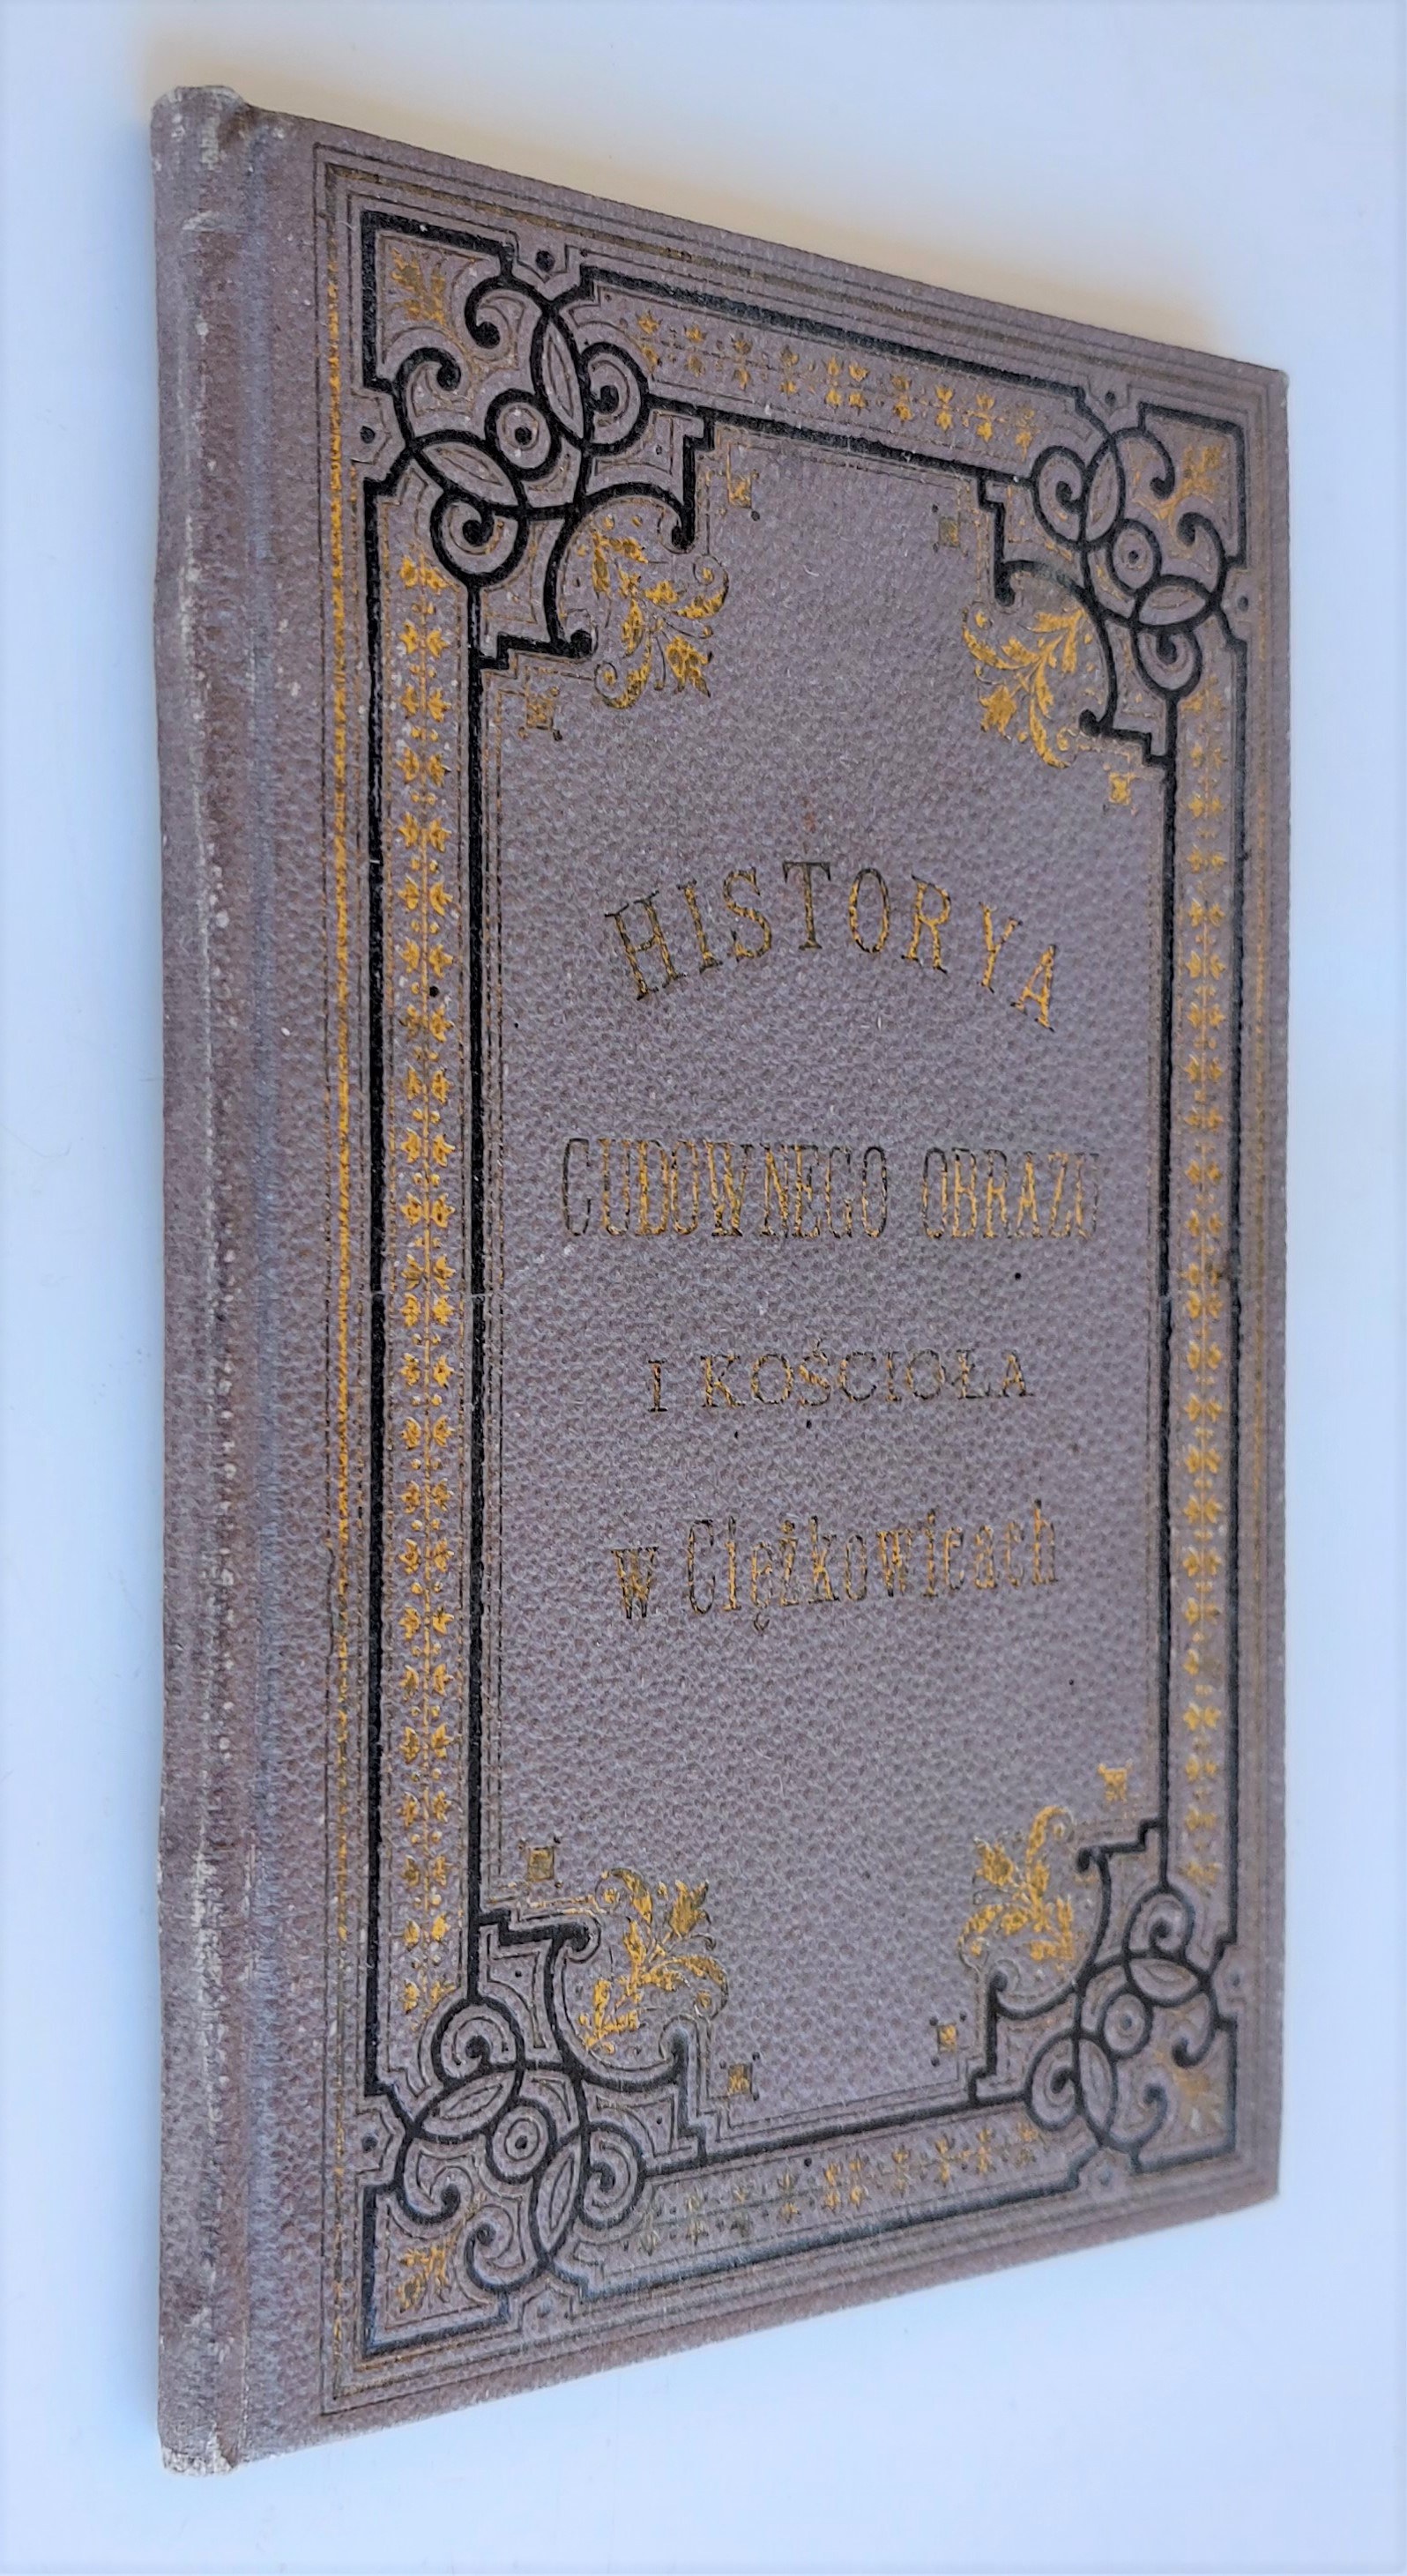 HISTORYA
CUDOWNEGO OBRAZU
I KOŚCIOŁA
w Ciężkowicach